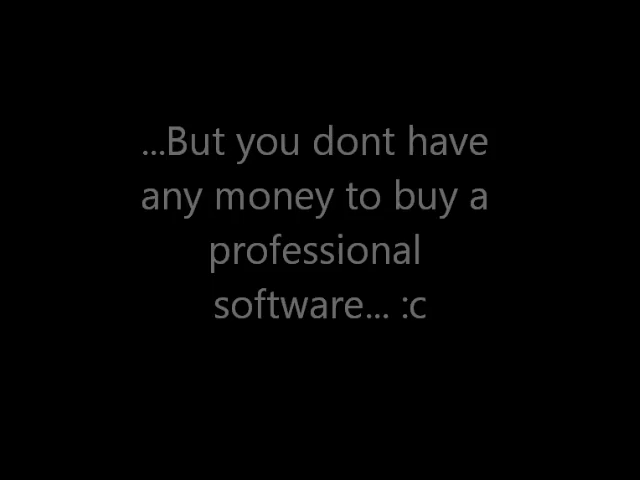 ...But you dont have
any money to buy a
professional
software... :c